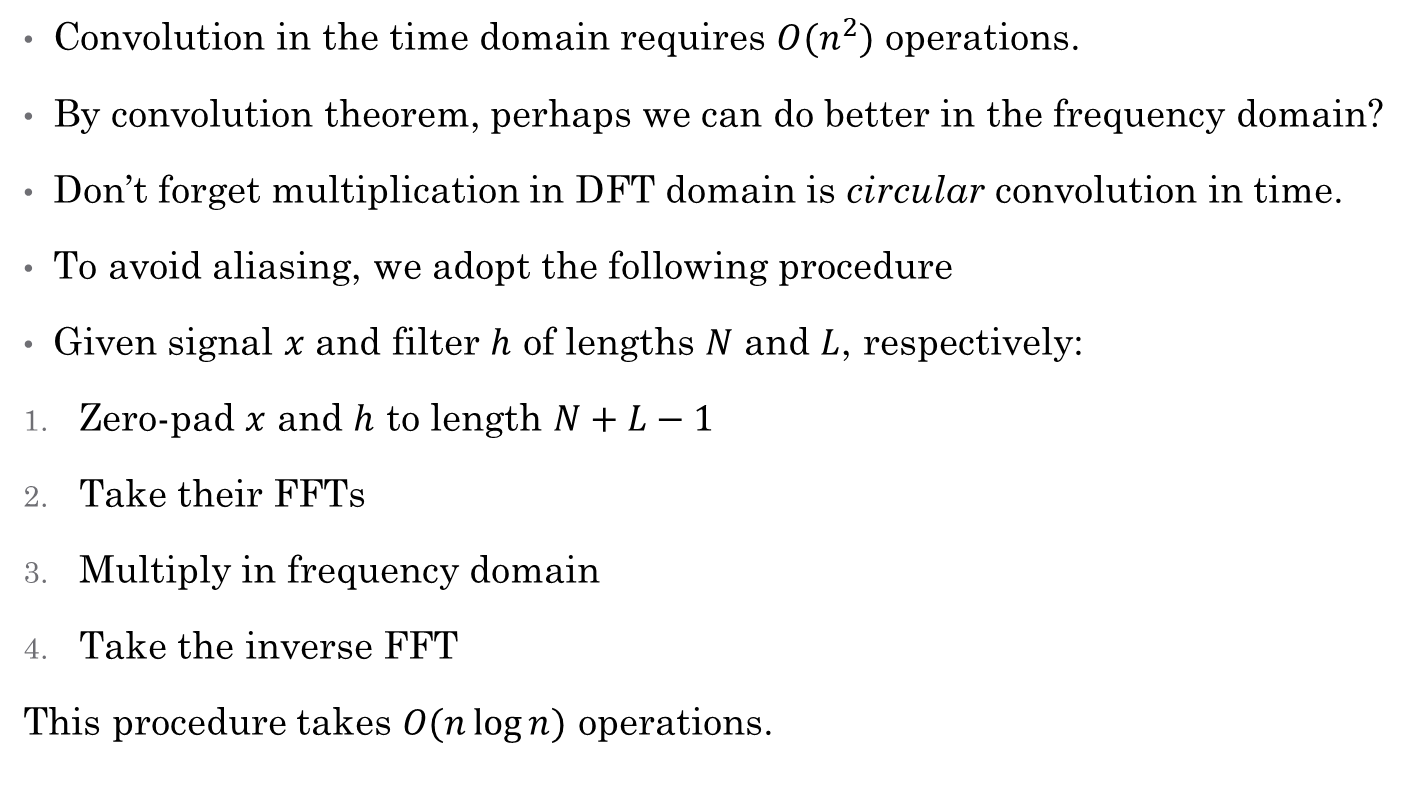 • Convolution in the time domain requires 𝑂(𝑛²) operations.
• By convolution theorem, perhaps we can do better in the frequency domain?
• Don’t forget multiplication in DFT domain is circular convolution in time.
• To avoid aliasing, we adopt the following procedure
• Given signal 𝑥 and filter ℎ of lengths 𝑁 and 𝐿, respectively:
1. Zero-pad 𝑥 and ℎ to length 𝑁 + 𝐿 − 1
2. Take their FFTs
3. Multiply in frequency domain
4. Take the inverse FFT
This procedure takes 𝑂(𝑛 log 𝑛) operations.